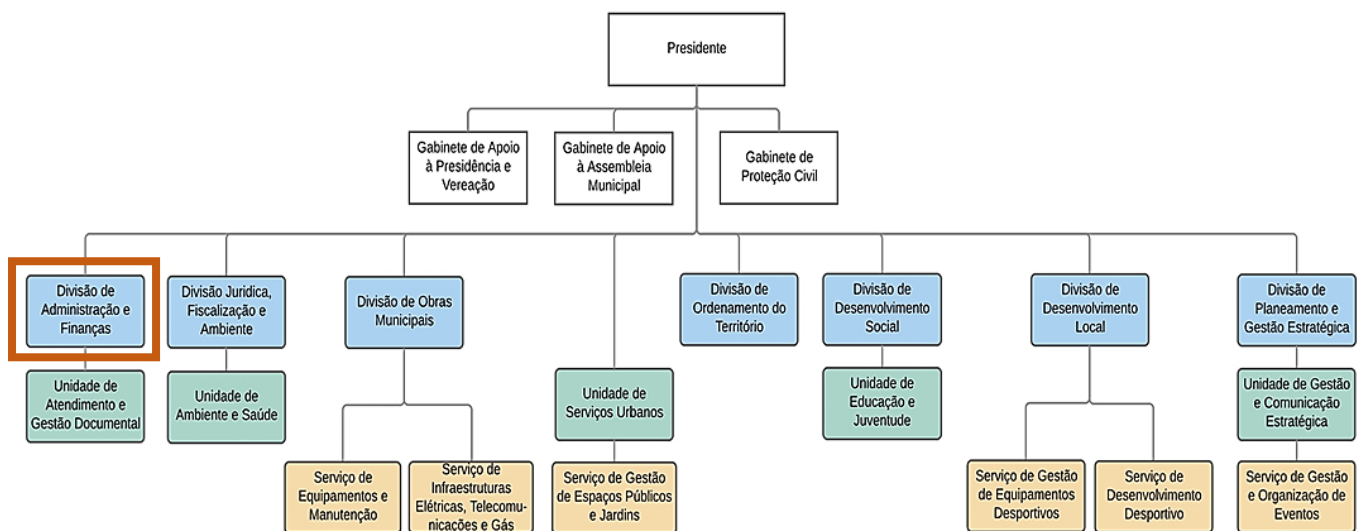 Presidente
Gabinete de Apoio
à Presidência e
Vereação
Gabinete de Apoio
à Assembleia
Municipal
Gabinete de
Proteção Civil
Divisão de
Administração e
Finanças
Divisão Juridica,
Fiscalização e
Ambiente
Divisão de Obras
Municipais
Divisão de
Ordenamento do
Território
Divisão de
Desenvolvimento
Social
Divisão de
Desenvolvimento
Local
Divisão de
Planeamento e
Gestão Estratégica
Unidade de
Atendimento e
Gestão Documental
Unidade de
Ambiente e Saúde
Unidade de
Serviços Urbanos
Unidade de
Educação e
Juventude
Unidade de Gestão
e Comunicação
Estratégica
Serviço de
Equipamentos e
Manutenção
Serviço de
Infraestruturas
Elétricas, Telecomu-
nicações e Gás
Serviço de Gestão
de Espaços Públicos
e Jardins
Serviço de Gestão
de Equipamentos
Desportivos
Serviço de
Desenvolvimento
Desportivo
Serviço de Gestão
e Organização de
Eventos